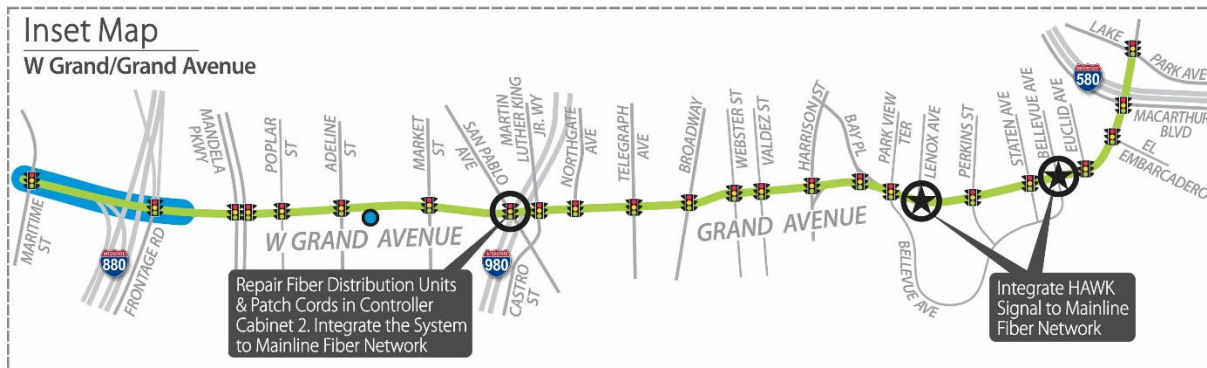 Inset Map
W Grand/Grand Avenue
MARITIME
ST
INTERSTATE
880
FRONTAGE RD
MANDELA
PKWY
POPLAR
ST
ADELINE
ST
MARKET
ST
SAN PABLO
AVE
MARTIN
LUTHER KING
JR. WY
NORTHGATE
AVE
TELEGRAPH
AVE
BROADWAY
WEBSTER ST
VALDEZ ST
HARRISON ST
BAY PL
PARK VIEW
TER
LENOX AVE
PERKINS ST
STATEN AVE
BELLEVUE AVE
EUCLID AVE
LAKE
PARK AVE
INTERSTATE
580
MACARTHUR
BLVD
EL
EMBARCADERO
W GRAND AVENUE
GRAND AVENUE
INTERSTATE
980
CASTRO
ST
BELLEVUE AVE
Repair Fiber Distribution Units
& Patch Cords in Controller
Cabinet 2. Integrate the System
to Mainline Fiber Network
Integrate HAWK
Signal to Mainline
Fiber Network